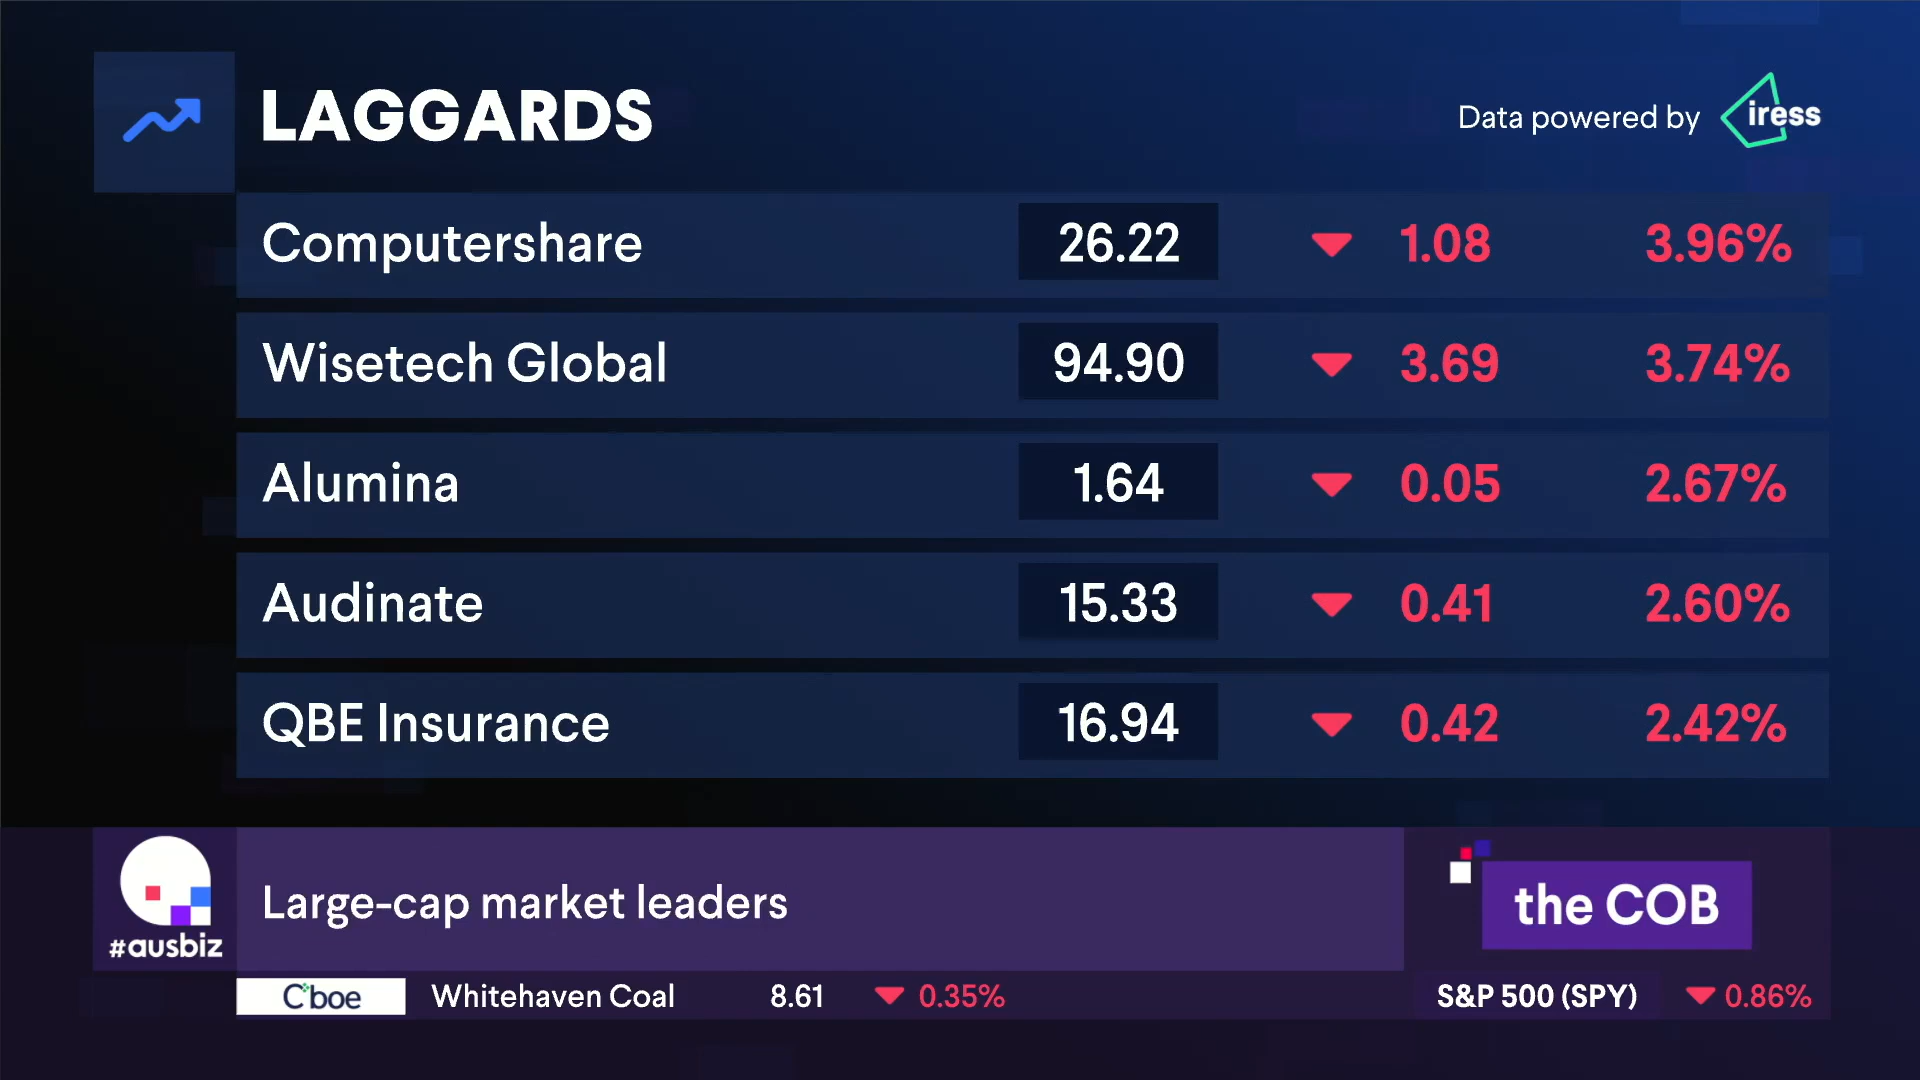 LAGGARDS
Data powered by iress
Computershare 26.22 ▼ 1.08 3.96%
Wisetech Global 94.90 ▼ 3.69 3.74%
Alumina 1.64 ▼ 0.05 2.67%
Audinate 15.33 ▼ 0.41 2.60%
QBE Insurance 16.94 ▼ 0.42 2.42%
#ausbiz
Large-cap market leaders
the COB
Cboe Whitehaven Coal 8.61 ▼ 0.35% S&P 500 (SPY) ▼ 0.86%